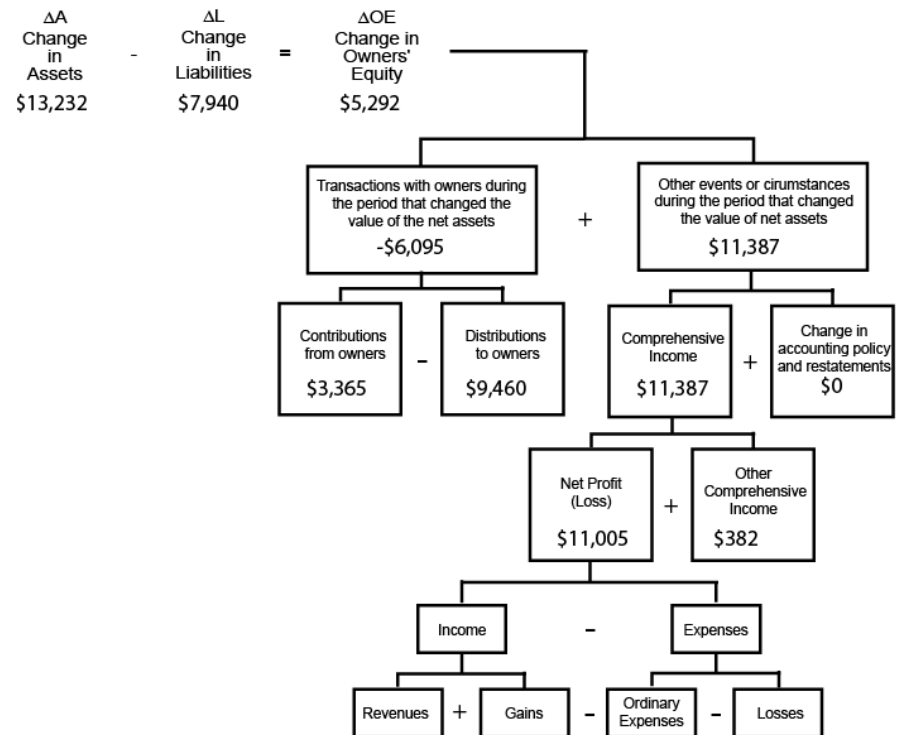 ΔA
Change
in
Assets
$13,232
-
ΔL
Change
in
Liabilities
$7,940
=
ΔOE
Change in
Owners'
Equity
$5,292
Transactions with owners during
the period that changed the
value of the net assets
-$6,095
+
Other events or cirumstances
during the period that changed
the value of net assets
$11,387
Contributions
from owners
$3,365
-
Distributions
to owners
$9,460
Comprehensive
Income
$11,387
+
Change in
accounting policy
and restatements
$0
Net Profit
(Loss)
$11,005
+
Other
Comprehensive
Income
$382
Income
-
Expenses
Revenues
+
Gains
-
Ordinary
Expenses
-
Losses